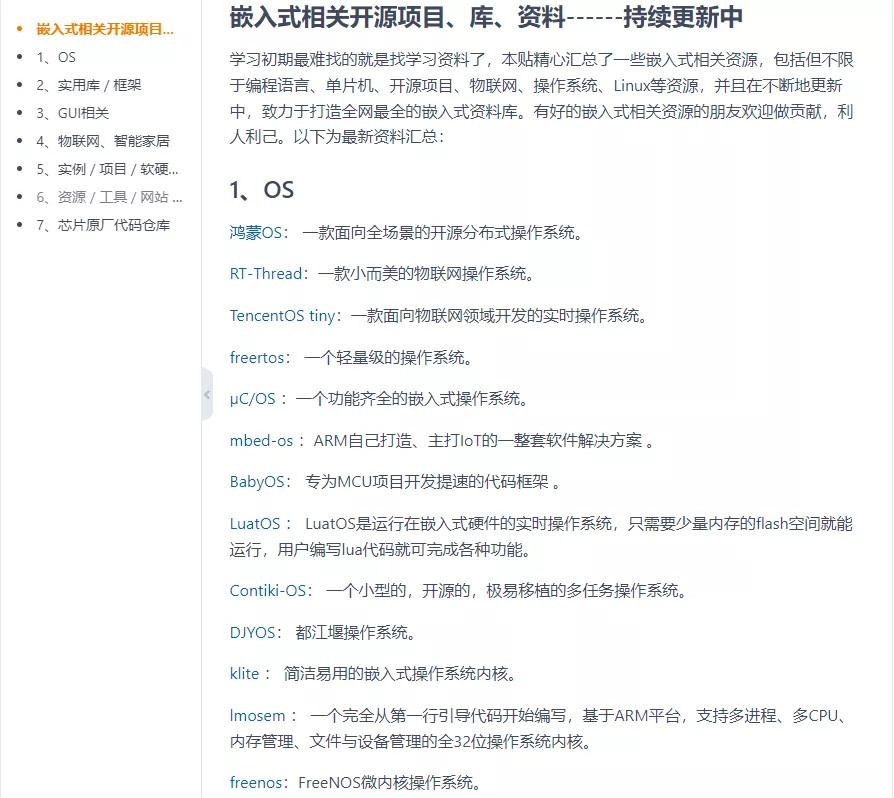 嵌入式相关开源项目...
1、OS
2、实用库 / 框架
3、GUI相关
4、物联网、智能家居
5、实例 / 项目 / 软硬...
6、资源 / 工具 / 网站 ...
7、芯片原厂代码仓库
嵌入式相关开源项目、库、资料------持续更新中
学习初期最难找的就是找学习资料了，本贴精心汇总了一些嵌入式相关资源，包括但不限
于编程语言、单片机、开源项目、物联网、操作系统、Linux等资源，并且在不断地更新
中，致力于打造全网最全的嵌入式资料库。有好的嵌入式相关资源的朋友欢迎做贡献，利
人利己。以下为最新资料汇总：
1、OS
鸿蒙OS： 一款面向全场景的开源分布式操作系统。
RT-Thread：一款小而美的物联网操作系统。
TencentOS tiny：一款面向物联网领域开发的实时操作系统。
freertos： 一个轻量级的操作系统。
μC/OS ：一个功能齐全的嵌入式操作系统。
mbed-os ：ARM自己打造、主打IoT的一整套软件解决方案 。
BabyOS： 专为MCU项目开发提速的代码框架 。
LuatOS ： LuatOS是运行在嵌入式硬件的实时操作系统，只需要少量内存的flash空间就能
运行，用户编写lua代码就可完成各种功能。
Contiki-OS： 一个小型的，开源的，极易移植的多任务操作系统。
DJYOS： 都江堰操作系统。
klite ： 简洁易用的嵌入式操作系统内核。
lmosem ： 一个完全从第一行引导代码开始编写，基于ARM平台，支持多进程、多CPU、
内存管理、文件与设备管理的全32位操作系统内核。
freenos：FreeNOS微内核操作系统。